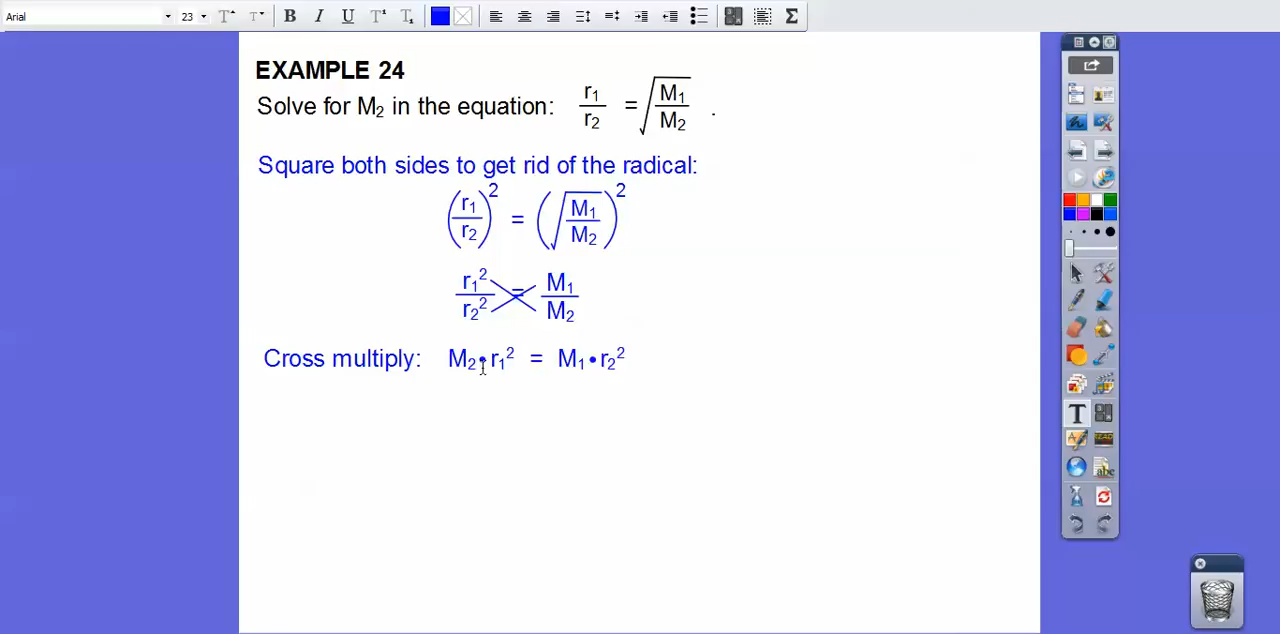 Arial 23 B I U
EXAMPLE 24
Solve for M₂ in the equation: r₁/r₂ = √(M₁/M₂) .
Square both sides to get rid of the radical:
(r₁/r₂)² = (√(M₁/M₂))²
r₁²/r₂² = M₁/M₂
Cross multiply: M₂•r₁² = M₁•r₂²